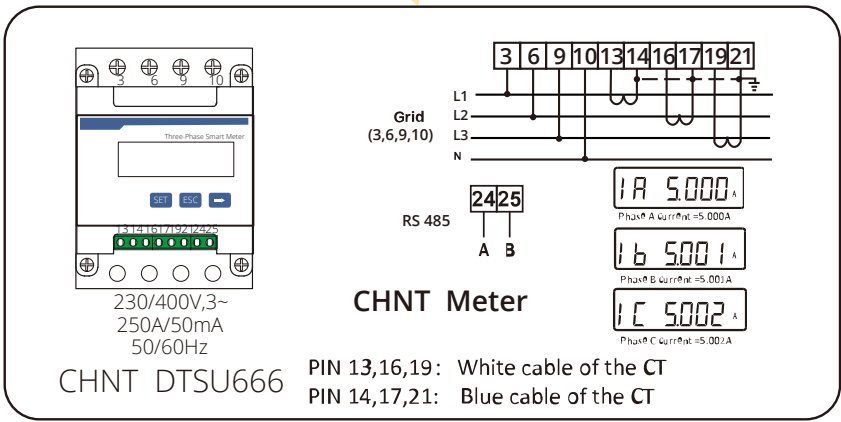 3 6 9 10
Three-Phase Smart Meter
SET ESC
13 14 16 17 19 21 24 25
230/400V,3~
250A/50mA
50/60Hz
CHNT DTSU666
3 6 9 10 13 14 16 17 19 21
L1
L2
L3
N
Grid
(3,6,9,10)
RS 485
24 25
A B
1A 5.000 A
Phase A Current =5.000A
1b 5.001 A
Phase B Current =5.001A
1C 5.002 A
Phase C Current =5.002A
CHNT Meter
PIN 13,16,19: White cable of the CT
PIN 14,17,21: Blue cable of the CT